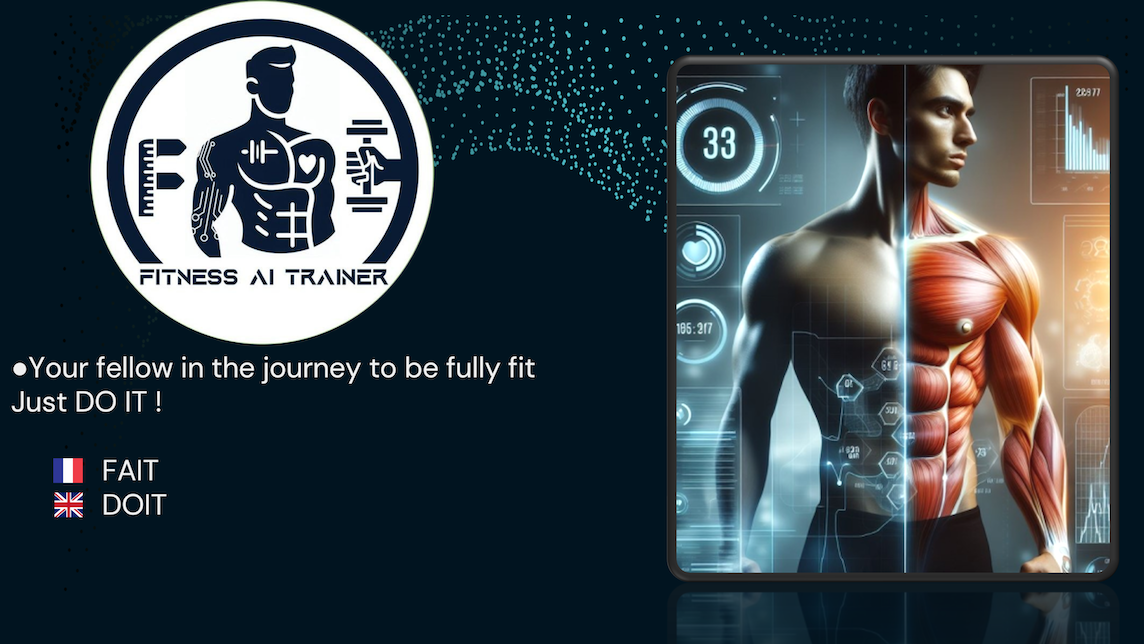 FITNESS AI TRAINER
●Your fellow in the journey to be fully fit
Just DO IT !
FAIT
DOIT
33